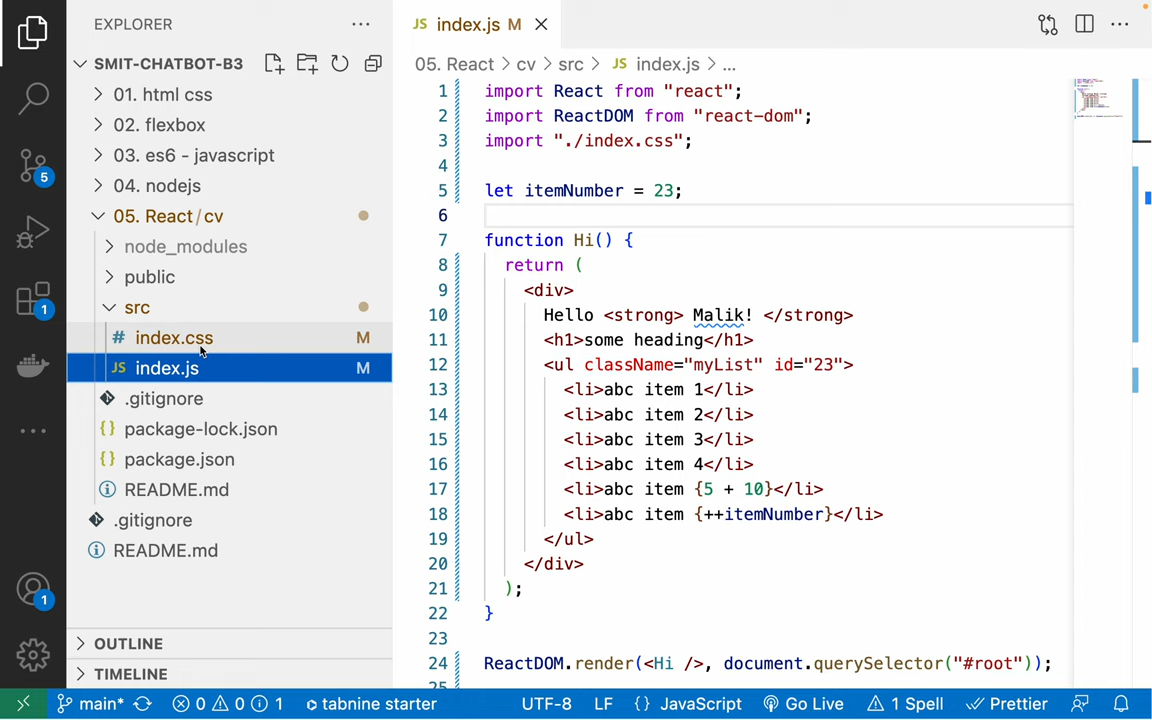 EXPLORER
SMIT-CHATBOT-B3
01. html css
02. flexbox
03. es6 - javascript
04. nodejs
05. React/cv
node_modules
public
src
# index.css M
JS index.js M
.gitignore
{} package-lock.json
{} package.json
README.md
.gitignore
README.md
OUTLINE
TIMELINE
5
1
1
JS index.js M
05. React > cv > src > JS index.js > ...
1 import React from "react";
2 import ReactDOM from "react-dom";
3 import "./index.css";
4
5 let itemNumber = 23;
6
7 function Hi() {
8 return (
9 <div>
10 Hello <strong> Malik! </strong>
11 <h1>some heading</h1>
12 <ul className="myList" id="23">
13 <li>abc item 1</li>
14 <li>abc item 2</li>
15 <li>abc item 3</li>
16 <li>abc item 4</li>
17 <li>abc item {5 + 10}</li>
18 <li>abc item {++itemNumber}</li>
19 </ul>
20 </div>
21 );
22 }
23
24 ReactDOM.render(<Hi />, document.querySelector("#root"));
25
main* 0 0 1 tabnine starter UTF-8 LF {} JavaScript Go Live 1 Spell Prettier